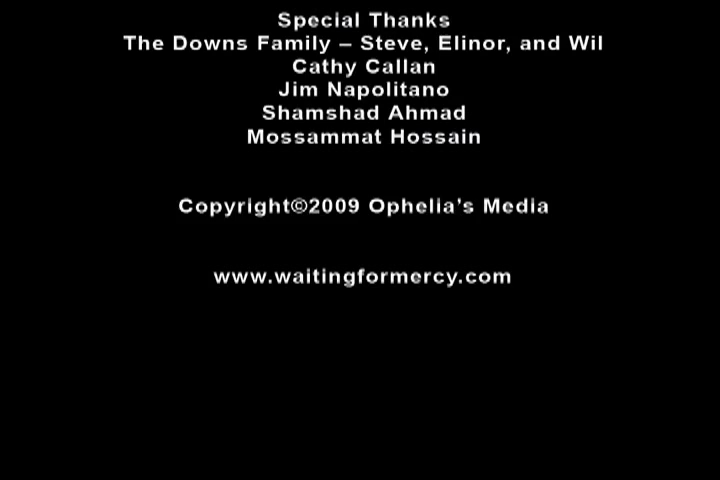 Special Thanks
The Downs Family – Steve, Elinor, and Wil
Cathy Callan
Jim Napolitano
Shamshad Ahmad
Mossammat Hossain
Copyright©2009 Ophelia's Media
www.waitingformercy.com